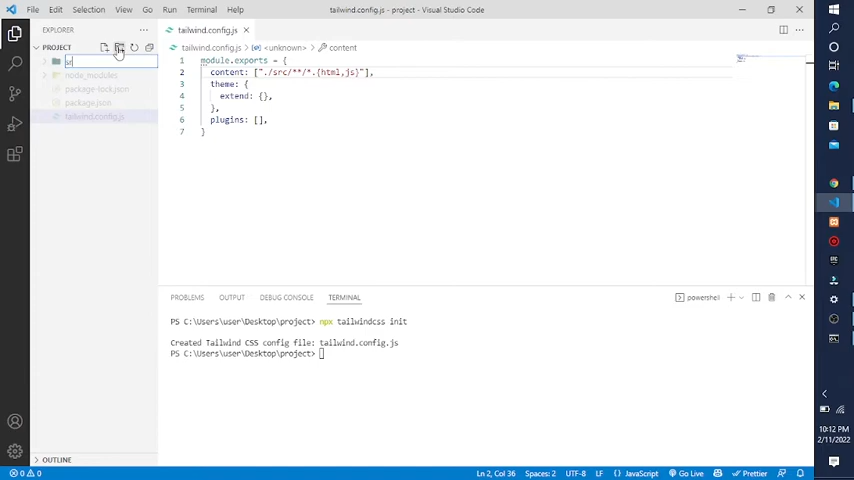 File Edit Selection View Go Run Terminal Help
tailwind.config.js - project - Visual Studio Code
EXPLORER
tailwind.config.js
PROJECT
tailwind.config.js > <unknown> > content
node_modules
package-lock.json
package.json
tailwind.config.js
1 module.exports = {
2 content: ["./src/**/*.{html,js}"],
3 theme: {
4 extend: {},
5 },
6 plugins: [],
7 }
PROBLEMS OUTPUT DEBUG CONSOLE TERMINAL
powershell
PS C:\Users\user\Desktop\project> npx tailwindcss init
Created Tailwind CSS config file: tailwind.config.js
PS C:\Users\user\Desktop\project>
OUTLINE
0 0
Ln 2, Col 36 Spaces: 2 UTF-8 LF {} JavaScript Go Live Prettier
10:12 PM
2/11/2022